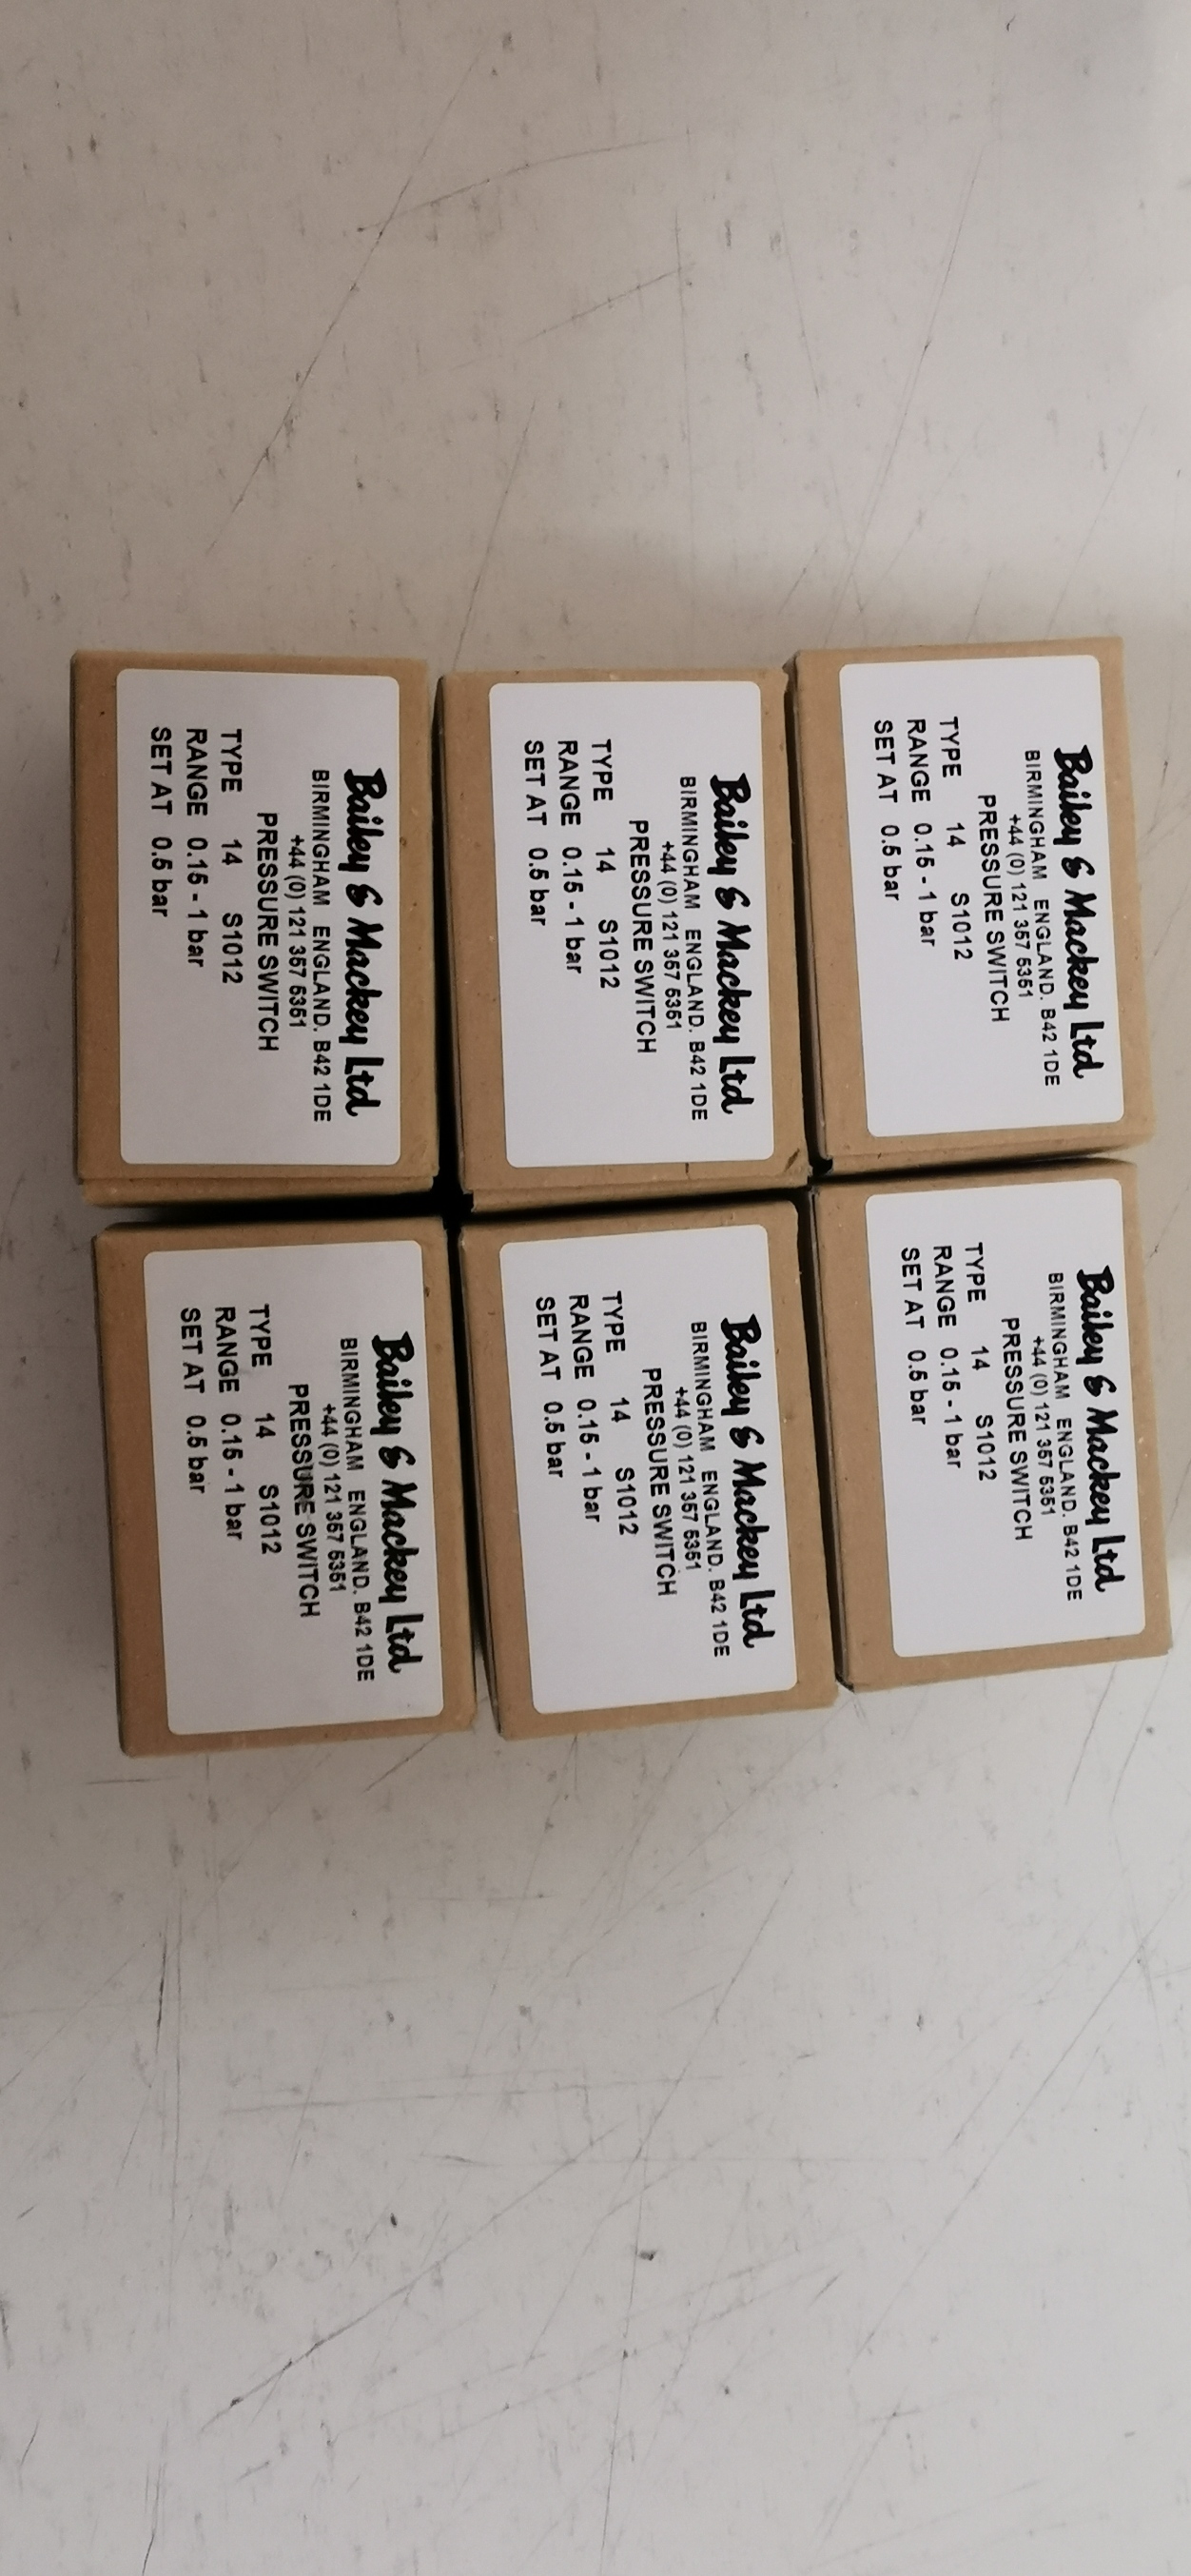 Bailey & Mackey Ltd
BIRMINGHAM ENGLAND. B42 1DE
+44 (0) 121 357 5351
PRESSURE SWITCH
TYPE 14 S1012
RANGE 0.15 - 1 bar
SET AT 0.5 bar
Bailey & Mackey Ltd
BIRMINGHAM ENGLAND. B42 1DE
+44 (0) 121 357 5351
PRESSURE SWITCH
TYPE 14 S1012
RANGE 0.15 - 1 bar
SET AT 0.5 bar
Bailey & Mackey Ltd
BIRMINGHAM ENGLAND. B42 1DE
+44 (0) 121 357 5351
PRESSURE SWITCH
TYPE 14 S1012
RANGE 0.15 - 1 bar
SET AT 0.5 bar
Bailey & Mackey Ltd
BIRMINGHAM ENGLAND. B42 1DE
+44 (0) 121 357 5351
PRESSURE SWITCH
TYPE 14 S1012
RANGE 0.15 - 1 bar
SET AT 0.5 bar
Bailey & Mackey Ltd
BIRMINGHAM ENGLAND. B42 1DE
+44 (0) 121 357 5351
PRESSURE SWITCH
TYPE 14 S1012
RANGE 0.15 - 1 bar
SET AT 0.5 bar
Bailey & Mackey Ltd
BIRMINGHAM ENGLAND. B42 1DE
+44 (0) 121 357 5351
PRESSURE SWITCH
TYPE 14 S1012
RANGE 0.15 - 1 bar
SET AT 0.5 bar